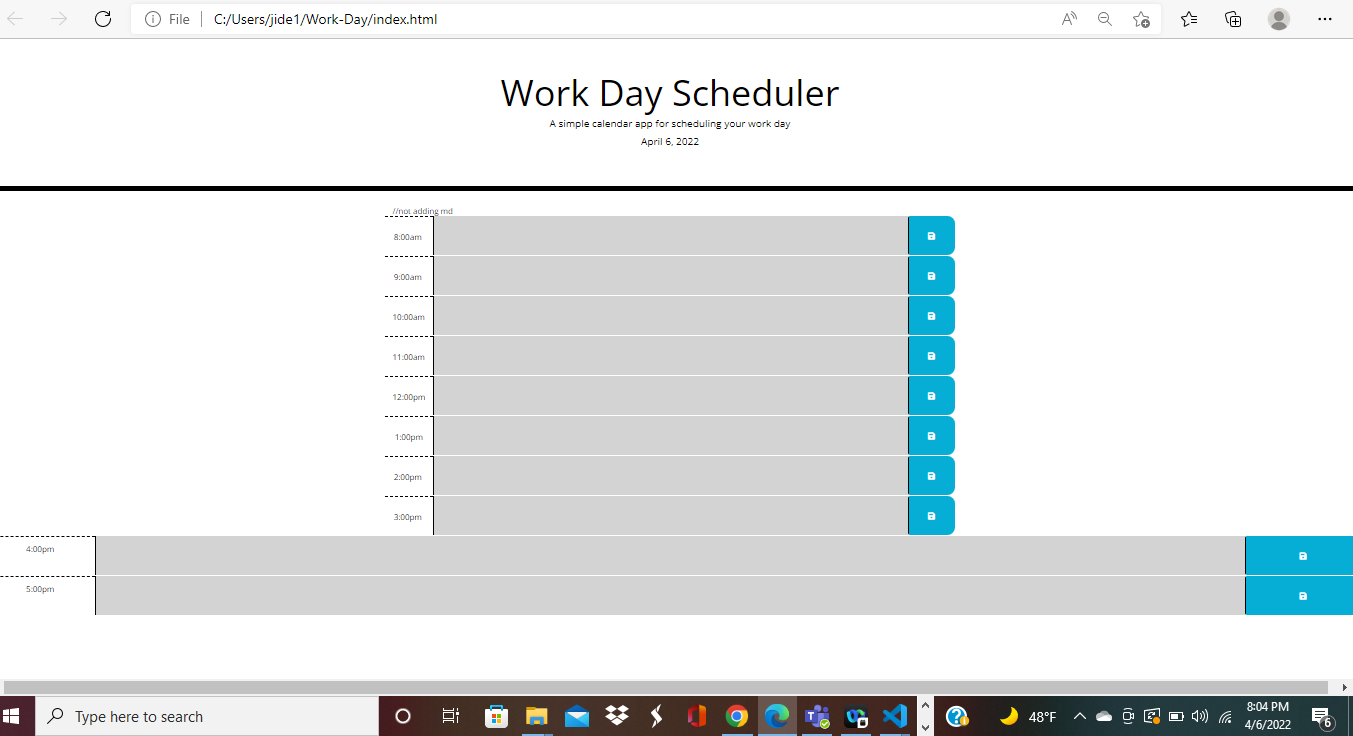 File
C:/Users/jide1/Work-Day/index.html
Work Day Scheduler
A simple calendar app for scheduling your work day
April 6, 2022
//not adding md
8:00am
9:00am
10:00am
11:00am
12:00pm
1:00pm
2:00pm
3:00pm
4:00pm
5:00pm
Type here to search
48°F
8:04 PM
4/6/2022
6